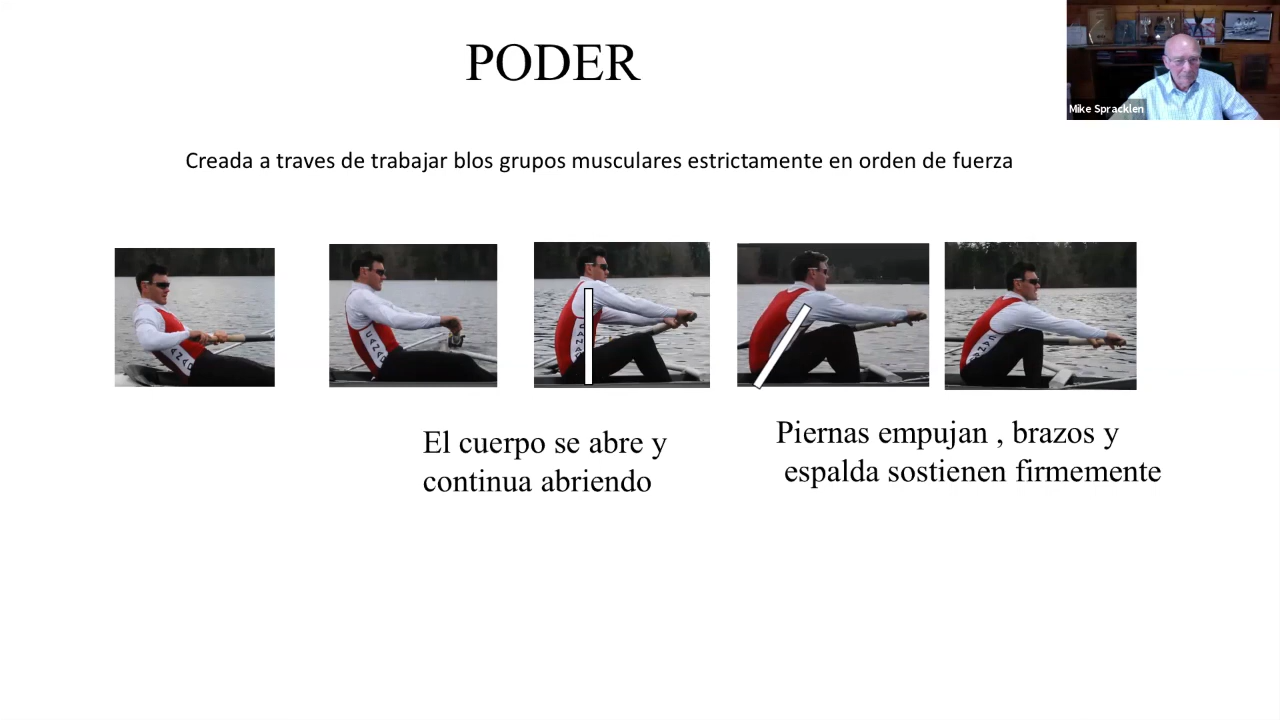 PODER
Mike Spracklen
Creada a traves de trabajar blos grupos musculares estrictamente en orden de fuerza
CANAD
El cuerpo se abre y
continua abriendo
Piernas empujan , brazos y
espalda sostienen firmemente